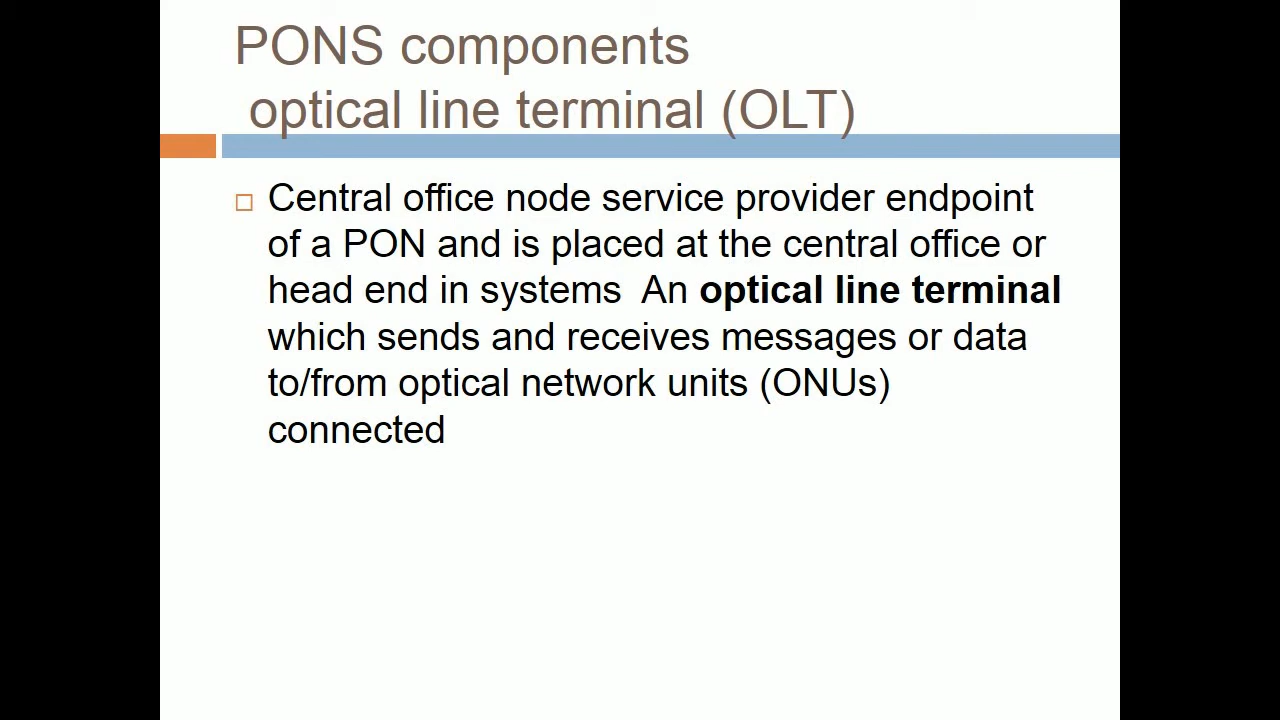 PONS components
optical line terminal (OLT)
Central office node service provider endpoint
of a PON and is placed at the central office or
head end in systems  An optical line terminal
which sends and receives messages or data
to/from optical network units (ONUs)
connected